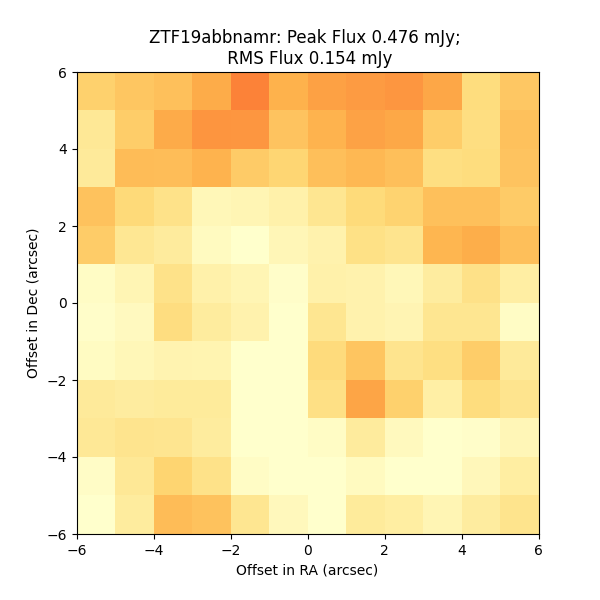 ZTF19abbnamr: Peak Flux 0.476 mJy;
RMS Flux 0.154 mJy
6
4
2
0
−2
−4
−6
Offset in Dec (arcsec)
−6 −4 −2 0 2 4 6
Offset in RA (arcsec)